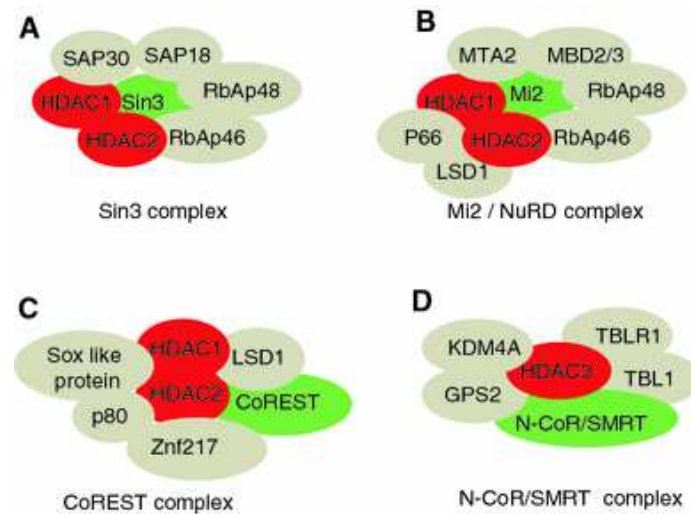 A
SAP30
SAP18
HDAC1
Sin3
RbAp48
HDAC2
RbAp46
Sin3 complex
B
MTA2
MBD2/3
HDAC1
Mi2
RbAp48
P66
HDAC2
RbAp46
LSD1
Mi2 / NuRD complex
C
HDAC1
Sox like
protein
LSD1
HDAC2
CoREST
p80
Znf217
CoREST complex
D
KDM4A
TBLR1
HDAC3
TBL1
GPS2
N-CoR/SMRT
N-CoR/SMRT complex